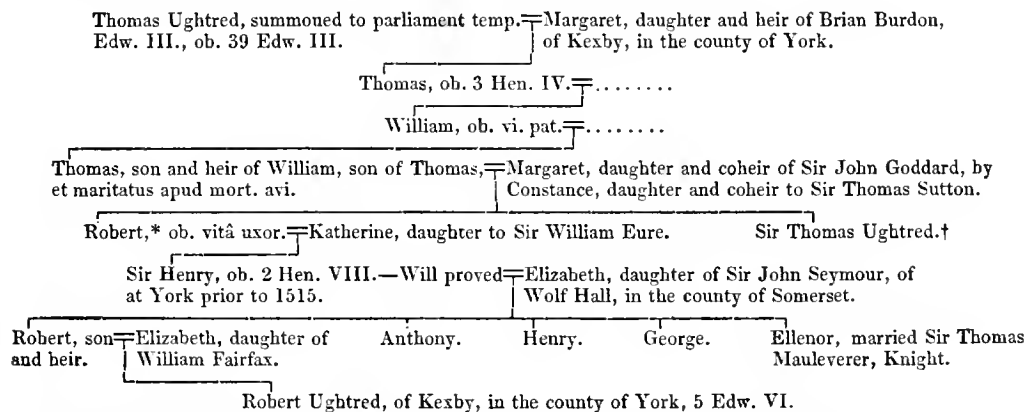 Thomas Ughtred, summoned to parliament temp. Margaret, daughter and heir of Brian Burdon,
Edw. III., ob. 39 Edw. III. of Kexby, in the county of York.
Thomas, ob. 3 Hen. IV. ........
William, ob. vi. pat. ........
Thomas, son and heir of William, son of Thomas, Margaret, daughter and coheir of Sir John Goddard, by
et maritatus apud mort. avi. Constance, daughter and coheir to Sir Thomas Sutton.
Robert,* ob. vitâ uxor. Katherine, daughter to Sir William Eure. Sir Thomas Ughtred.†
Sir Henry, ob. 2 Hen. VIII.—Will proved Elizabeth, daughter of Sir John Seymour, of
at York prior to 1515. Wolf Hall, in the county of Somerset.
Robert, son Elizabeth, daughter of Anthony. Henry. George. Ellenor, married Sir Thomas
and heir. William Fairfax. Mauleverer, Knight.
Robert Ughtred, of Kexby, in the county of York, 5 Edw. VI.